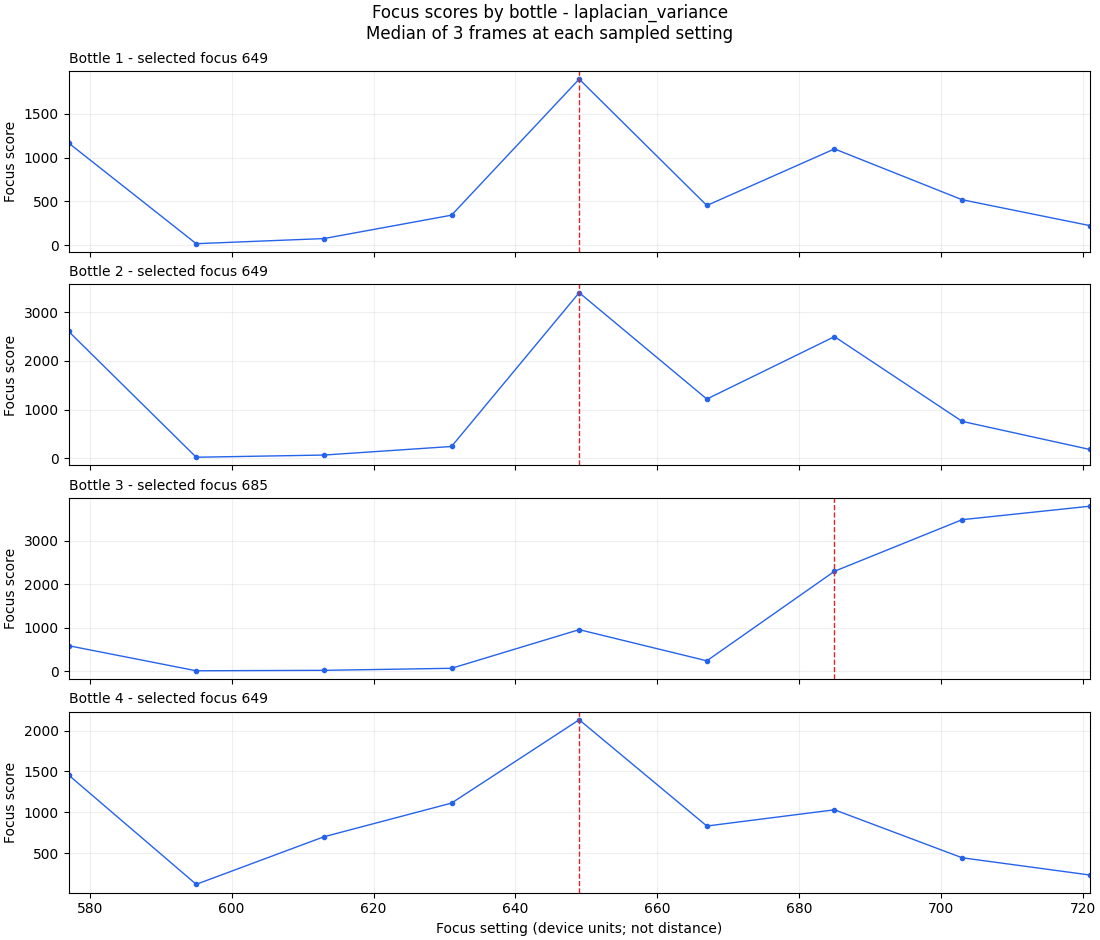 Focus scores by bottle - laplacian_variance
Median of 3 frames at each sampled setting
Bottle 1 - selected focus 649
Focus score
1500
1000
500
0
Bottle 2 - selected focus 649
Focus score
3000
2000
1000
0
Bottle 3 - selected focus 685
Focus score
3000
2000
1000
0
Bottle 4 - selected focus 649
Focus score
2000
1500
1000
500
580 600 620 640 660 680 700 720
Focus setting (device units; not distance)